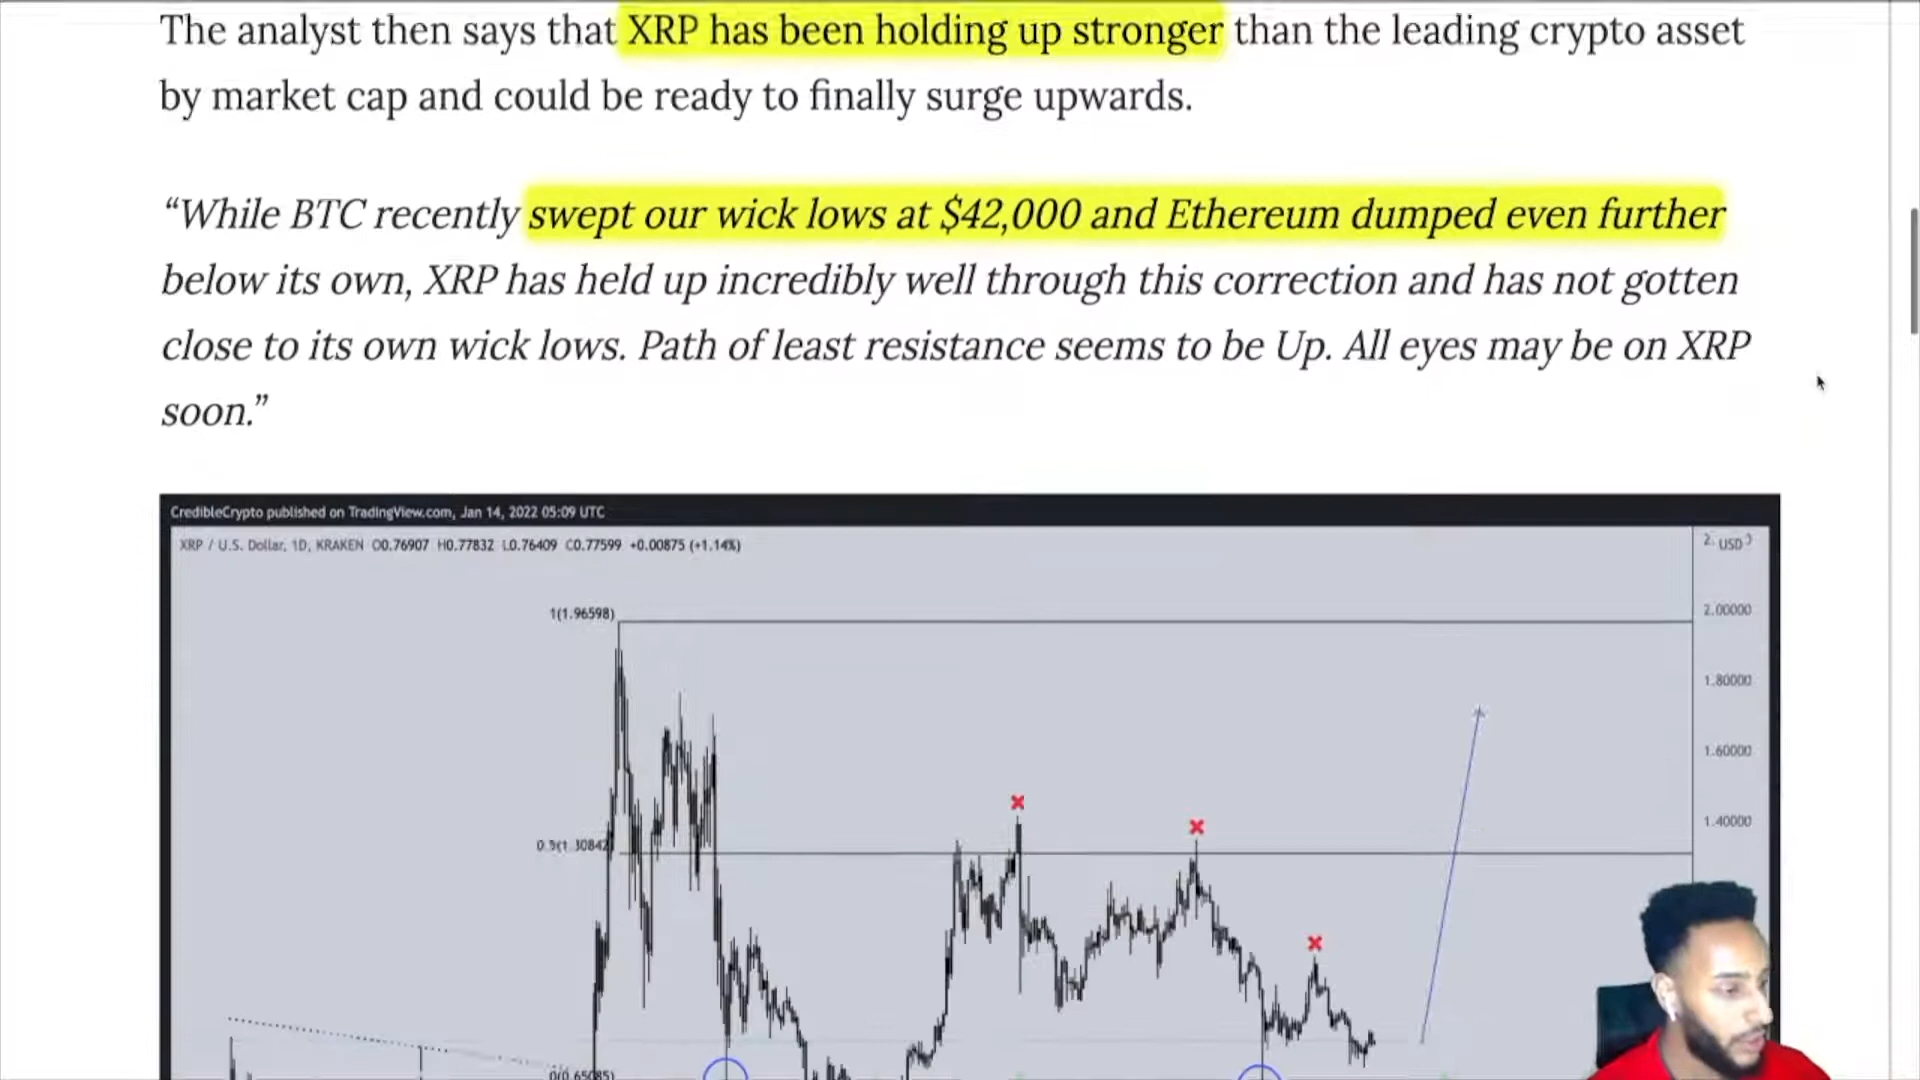 The analyst then says that XRP has been holding up stronger than the leading crypto asset
by market cap and could be ready to finally surge upwards.
“While BTC recently swept our wick lows at $42,000 and Ethereum dumped even further
below its own, XRP has held up incredibly well through this correction and has not gotten
close to its own wick lows. Path of least resistance seems to be Up. All eyes may be on XRP
soon.”
CredibleCrypto published on TradingView.com, Jan 14, 2022 05:09 UTC
XRP / U.S. Dollar, 1D, KRAKEN O0.76907 H0.77832 L0.76409 C0.77599 +0.00875 (+1.14%)
USD
1(1.96598)
2.00000
1.80000
1.60000
1.40000
0(0.65085)